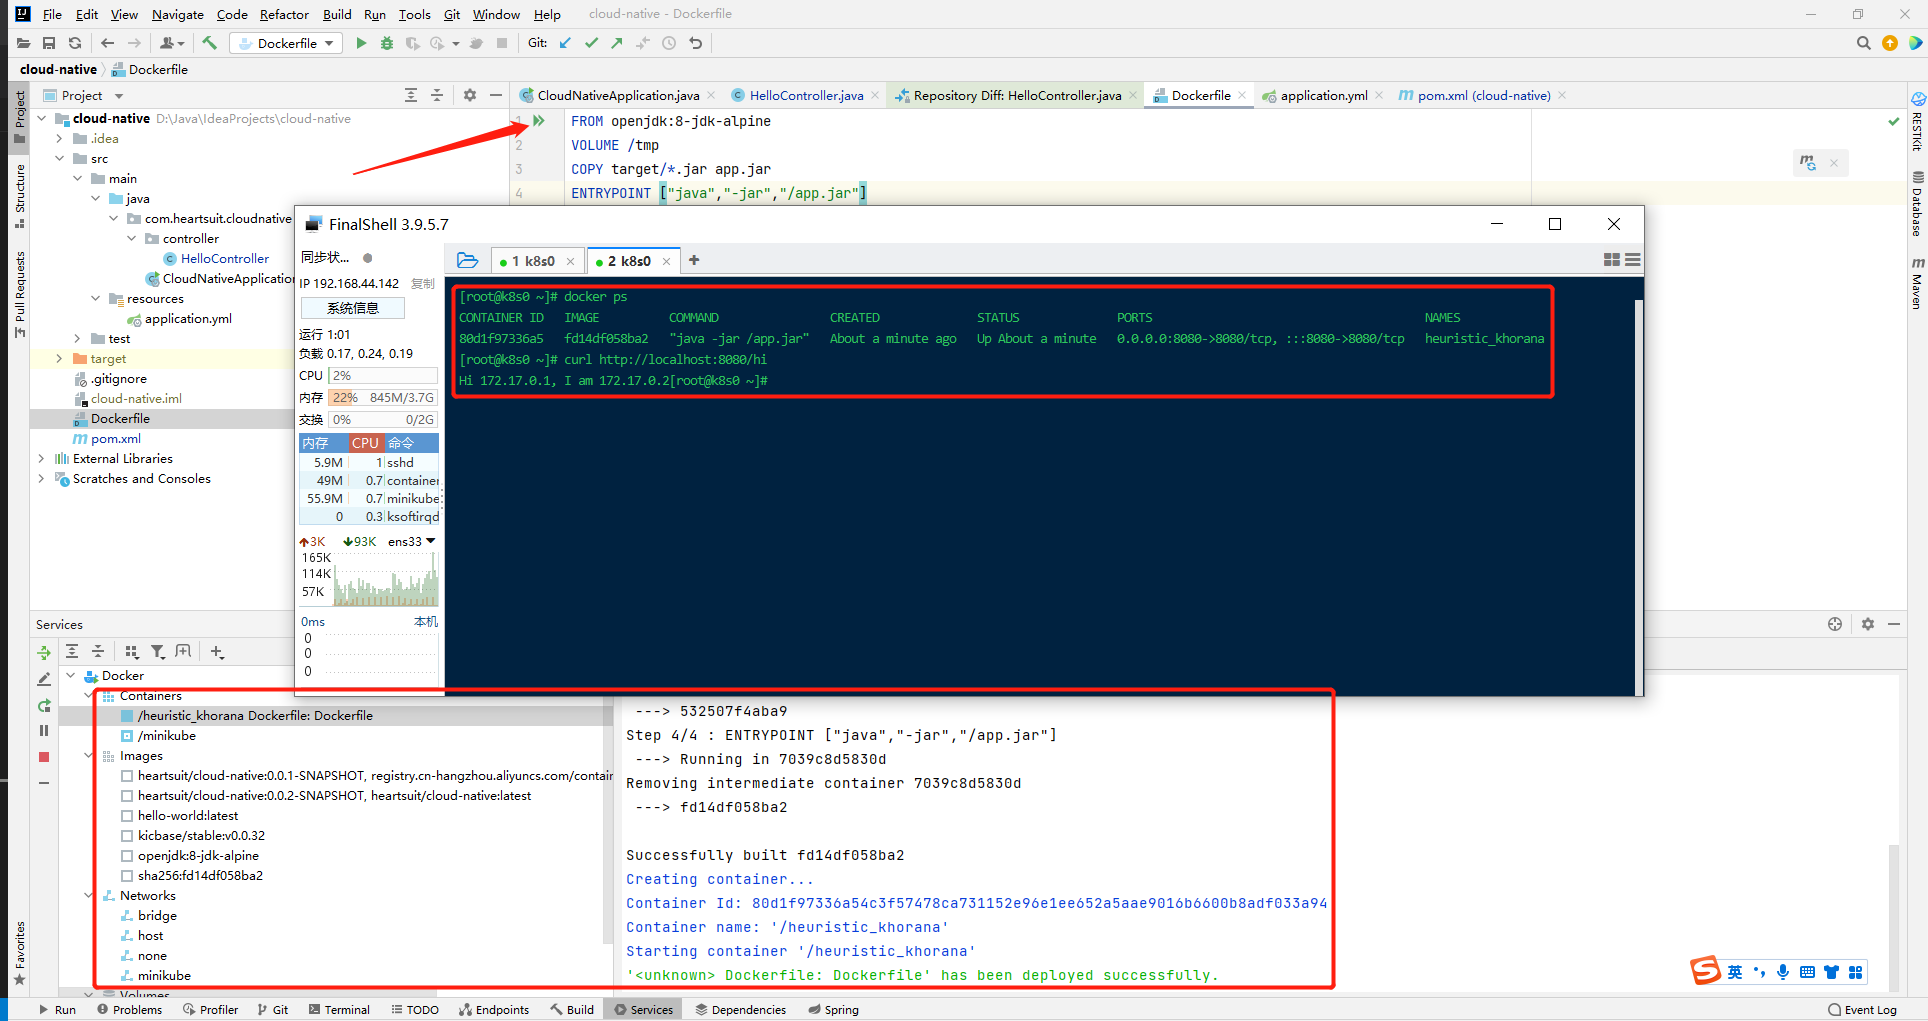 File Edit View Navigate Code Refactor Build Run Tools Git Window Help cloud-native - Dockerfile
Dockerfile Git:
cloud-native Dockerfile
Project
CloudNativeApplication.java HelloController.java Repository Diff: HelloController.java Dockerfile application.yml pom.xml (cloud-native)
Project
Structure
Pull Requests
Favorites
RESTKit
Database
Maven
cloud-native D:\Java\IdeaProjects\cloud-native
.idea
src
main
java
com.heartsuit.cloudnative
controller
HelloController
CloudNativeApplication
resources
application.yml
test
target
.gitignore
cloud-native.iml
Dockerfile
pom.xml
External Libraries
Scratches and Consoles
1 FROM openjdk:8-jdk-alpine
2 VOLUME /tmp
3 COPY target/*.jar app.jar
4 ENTRYPOINT ["java","-jar","/app.jar"]
FinalShell 3.9.5.7
同步状...
1 k8s0 2 k8s0
IP 192.168.44.142 复制
系统信息
运行 1:01
负载 0.17, 0.24, 0.19
CPU 2%
内存 22% 845M/3.7G
交换 0% 0/2G
内存 CPU 命令
5.9M 1 sshd
49M 0.7 container
55.9M 0.7 minikube
0 0.3 ksoftirqd
3K 93K ens33
165K
114K
57K
0ms 本机
0
0
0
[root@k8s0 ~]# docker ps
CONTAINER ID IMAGE COMMAND CREATED STATUS PORTS NAMES
80d1f97336a5 fd14df058ba2 "java -jar /app.jar" About a minute ago Up About a minute 0.0.0.0:8080->8080/tcp, :::8080->8080/tcp heuristic_khorana
[root@k8s0 ~]# curl http://localhost:8080/hi
Hi 172.17.0.1, I am 172.17.0.2[root@k8s0 ~]#
Services
Docker
Containers
/heuristic_khorana Dockerfile: Dockerfile
/minikube
Images
heartsuit/cloud-native:0.0.1-SNAPSHOT, registry.cn-hangzhou.aliyuncs.com/contain
heartsuit/cloud-native:0.0.2-SNAPSHOT, heartsuit/cloud-native:latest
hello-world:latest
kicbase/stable:v0.0.32
openjdk:8-jdk-alpine
sha256:fd14df058ba2
Networks
bridge
host
none
minikube
Volumes
---> 532507f4aba9
Step 4/4 : ENTRYPOINT ["java","-jar","/app.jar"]
---> Running in 7039c8d5830d
Removing intermediate container 7039c8d5830d
---> fd14df058ba2
Successfully built fd14df058ba2
Creating container...
Container Id: 80d1f97336a54c3f57478ca731152e96e1ee652a5aae9016b6600b8adf033a94
Container name: '/heuristic_khorana'
Starting container '/heuristic_khorana'
'<unknown> Dockerfile: Dockerfile' has been deployed successfully.
英
Run Problems Profiler Git Terminal TODO Endpoints Build Services Dependencies Spring Event Log